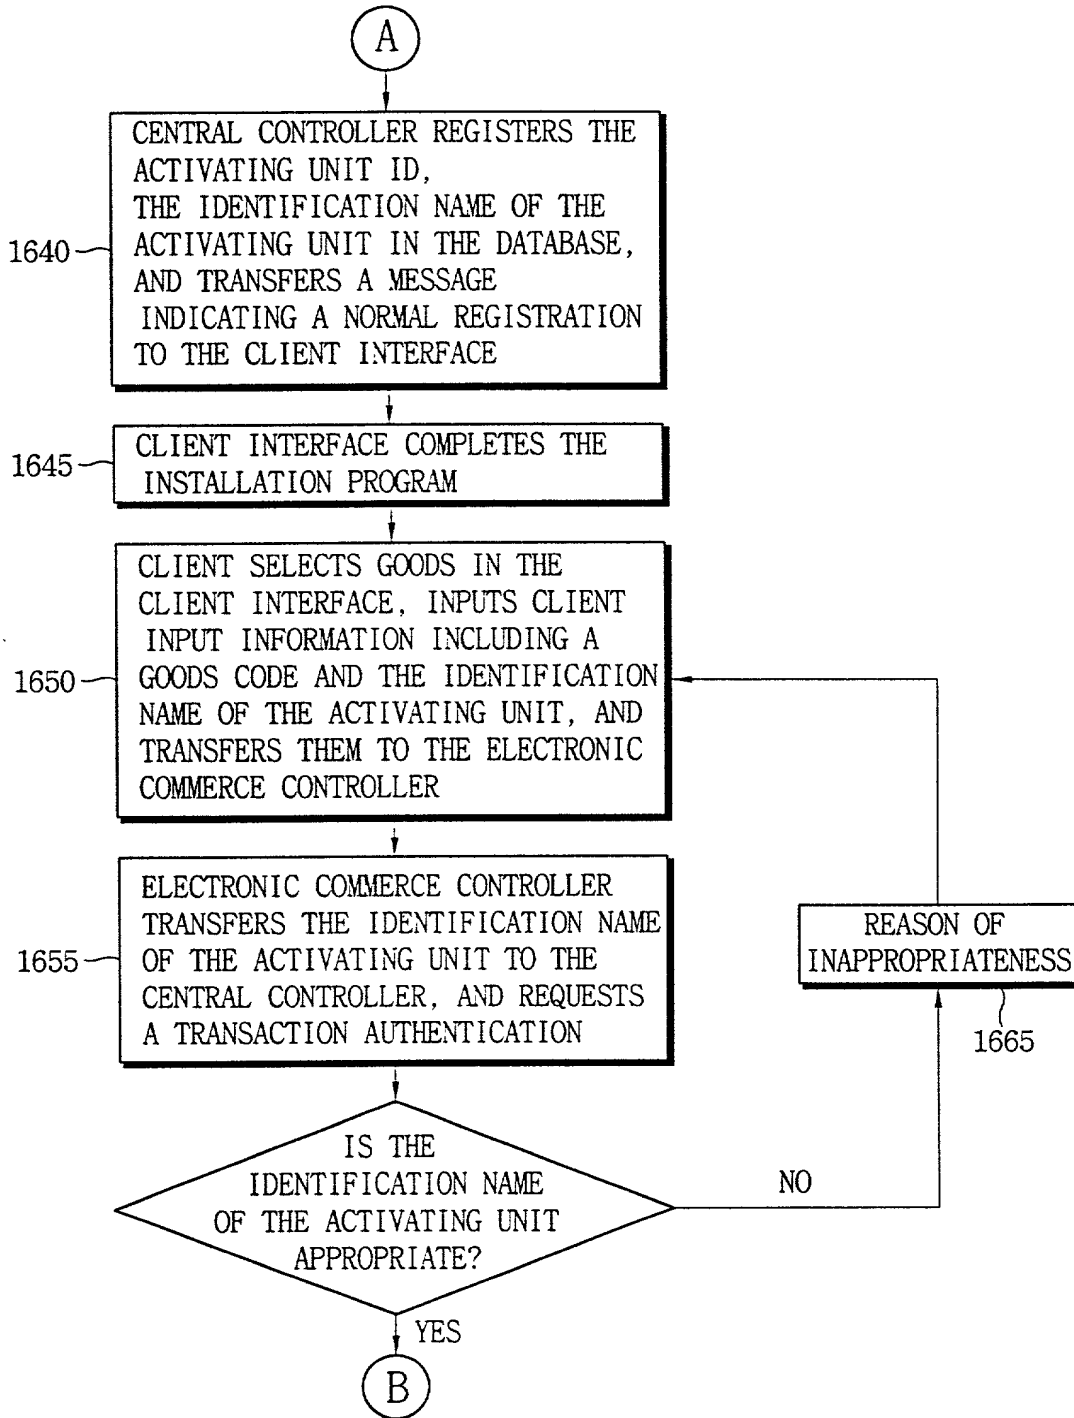 A
CENTRAL CONTROLLER REGISTERS THE
ACTIVATING UNIT ID,
THE IDENTIFICATION NAME OF THE
ACTIVATING UNIT IN THE DATABASE,
AND TRANSFERS A MESSAGE
INDICATING A NORMAL REGISTRATION
TO THE CLIENT INTERFACE
1640
CLIENT INTERFACE COMPLETES THE
INSTALLATION PROGRAM
1645
CLIENT SELECTS GOODS IN THE
CLIENT INTERFACE, INPUTS CLIENT
INPUT INFORMATION INCLUDING A
GOODS CODE AND THE IDENTIFICATION
NAME OF THE ACTIVATING UNIT, AND
TRANSFERS THEM TO THE ELECTRONIC
COMMERCE CONTROLLER
1650
ELECTRONIC COMMERCE CONTROLLER
TRANSFERS THE IDENTIFICATION NAME
OF THE ACTIVATING UNIT TO THE
CENTRAL CONTROLLER, AND REQUESTS
A TRANSACTION AUTHENTICATION
1655
REASON OF
INAPPROPRIATENESS
1665
IS THE
IDENTIFICATION NAME
OF THE ACTIVATING UNIT
APPROPRIATE?
NO
YES
B